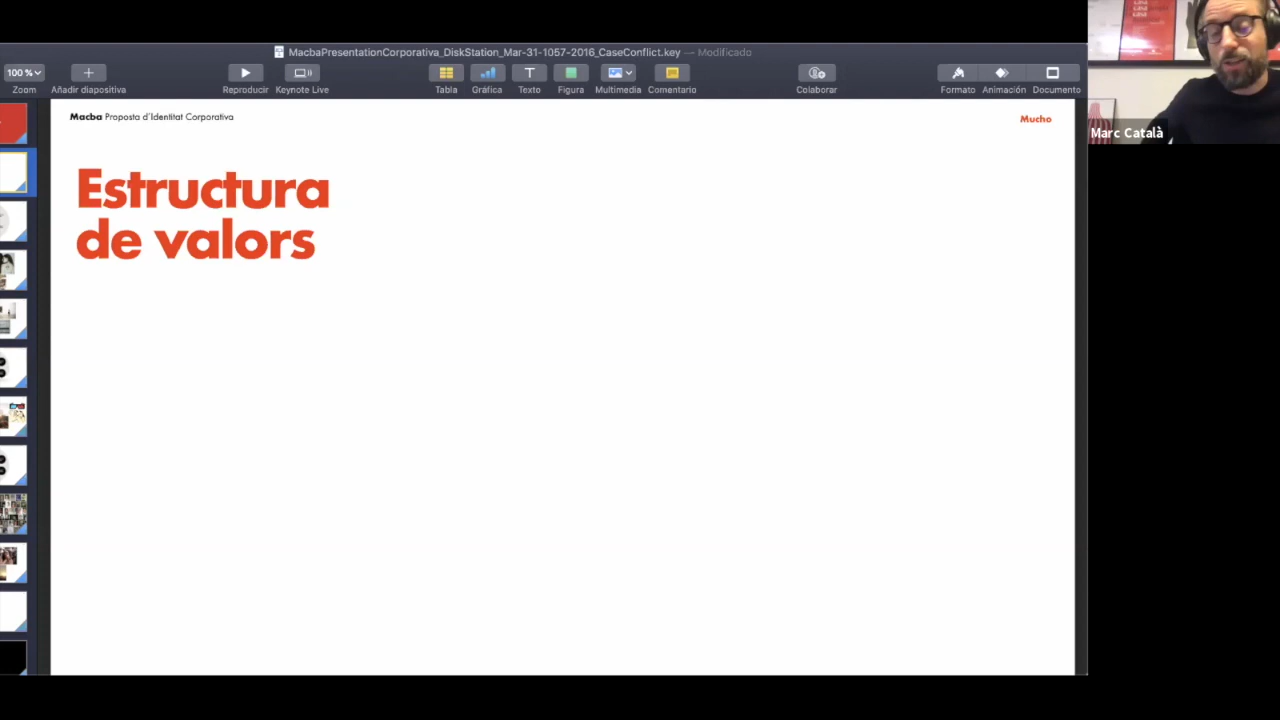 MacbaPresentationCorporativa_DiskStation_Mar-31-1057-2016_CaseConflict.key — Modificado
100 %
Zoom
Añadir diapositiva
Reproducir
Keynote Live
Tabla
Gráfica
Texto
Figura
Multimedia
Comentario
Colaborar
Formato
Animación
Documento
Macba Proposta d´Identitat Corporativa
Mucho
Estructura
de valors
Marc Català